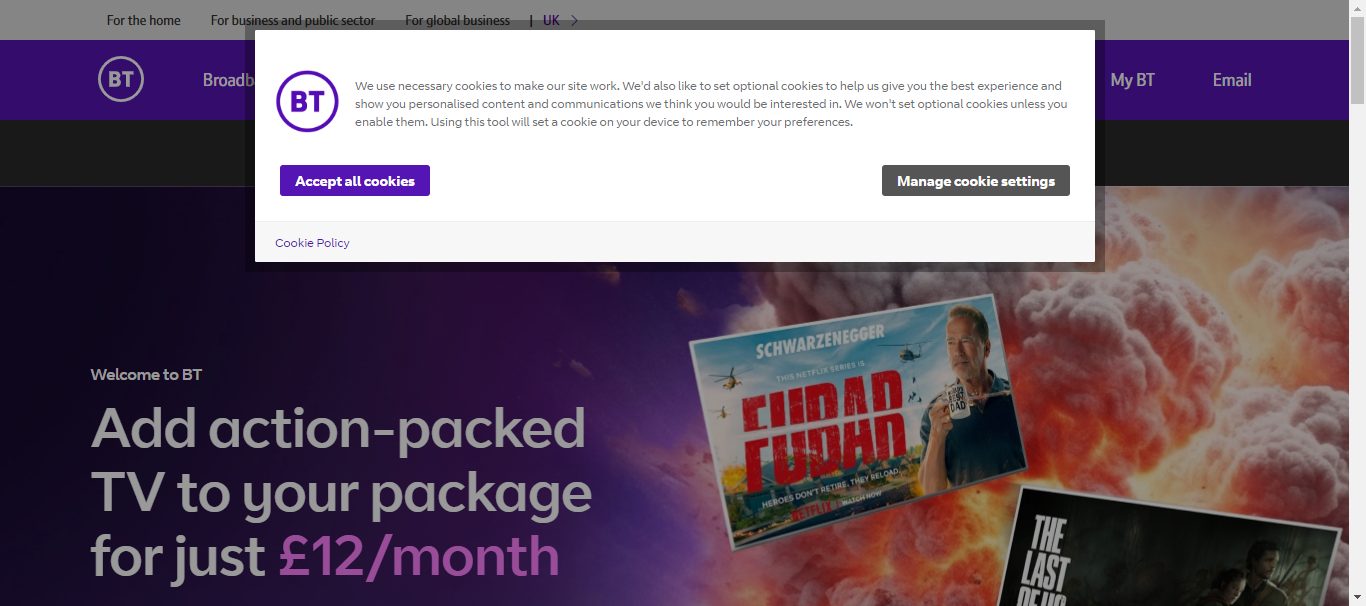 For the home For business and public sector For global business | UK
BT Broadb My BT Email
BT
We use necessary cookies to make our site work. We'd also like to set optional cookies to help us give you the best experience and
show you personalised content and communications we think you would be interested in. We won't set optional cookies unless you
enable them. Using this tool will set a cookie on your device to remember your preferences.
Accept all cookies Manage cookie settings
Cookie Policy
Welcome to BT
Add action-packed
TV to your package
for just £12/month
SCHWARZENEGGER
THIS NETFLIX SERIES IS
FUBAR
FUBAR
HEROES DON'T RETIRE, THEY RELOAD.
NETFLIX | WATCH NOW
DAD
THE
LAST
OF US